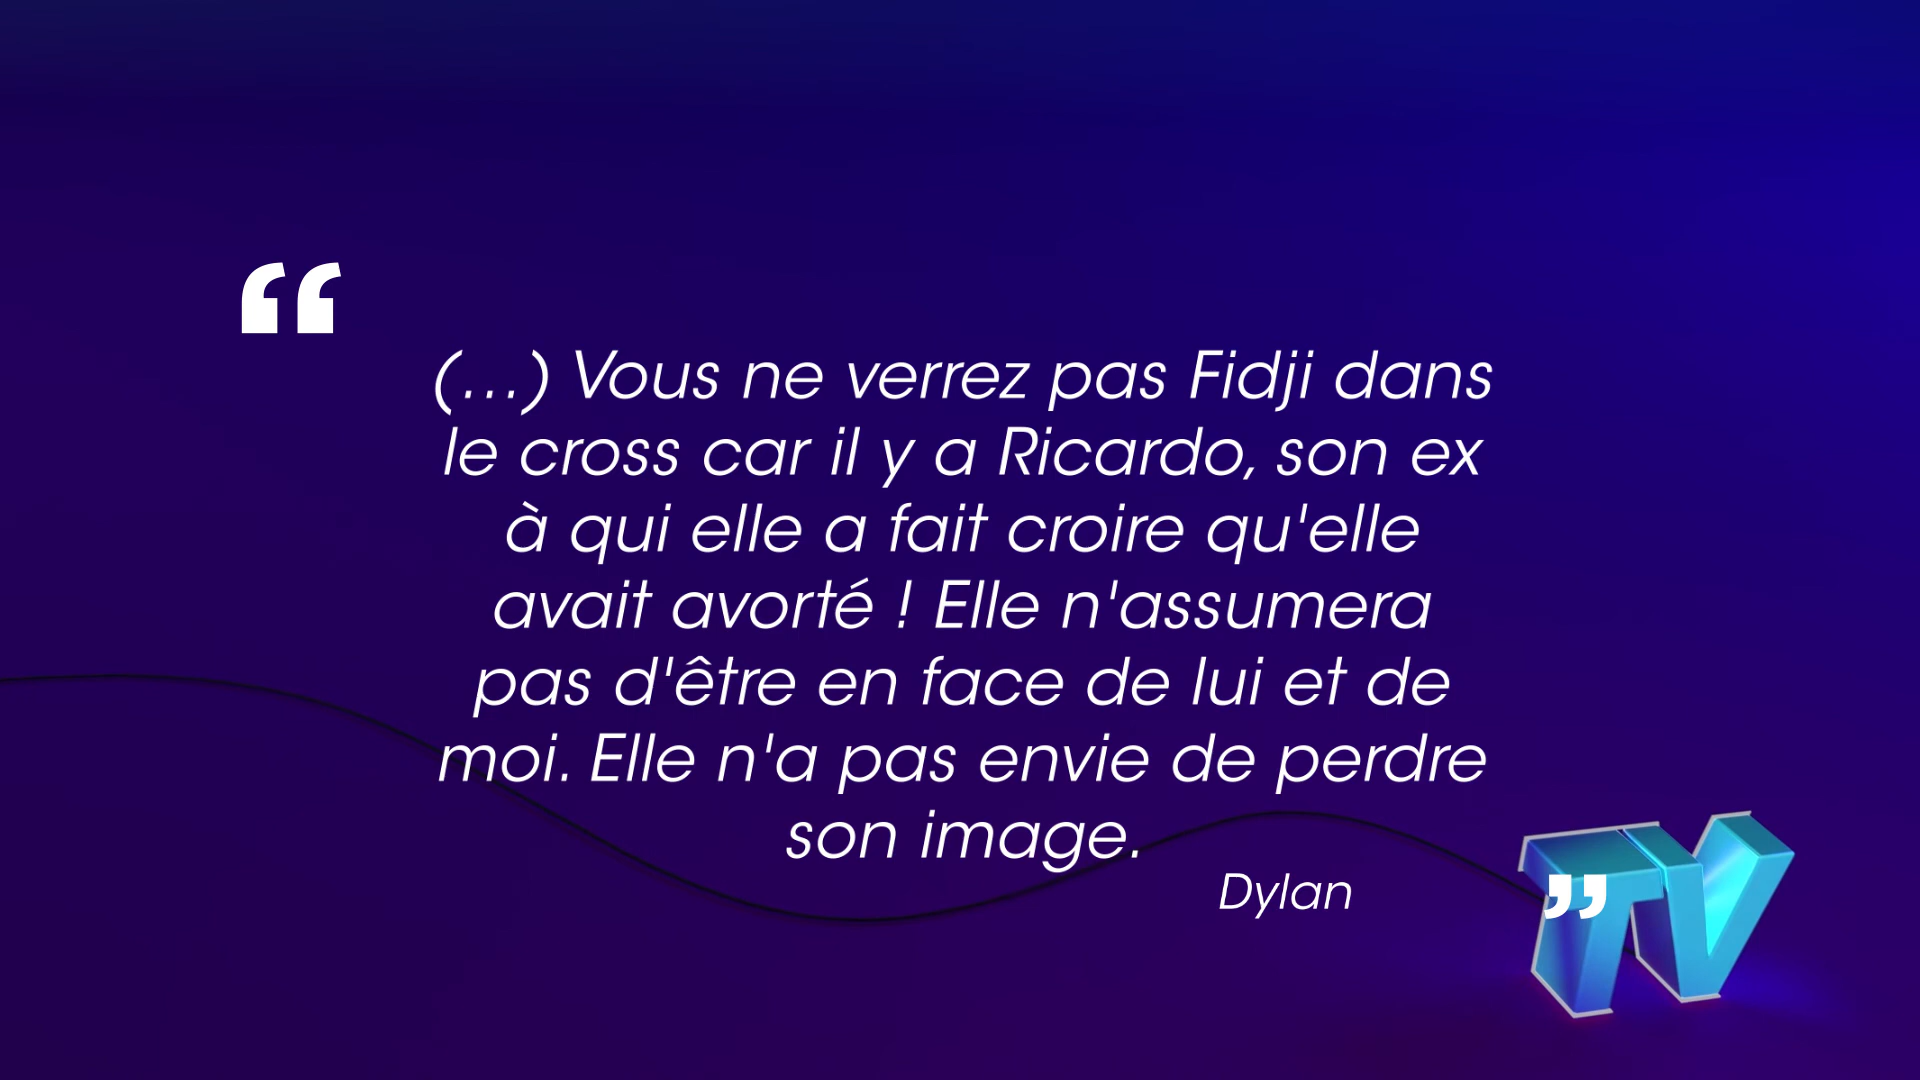 “
(…) Vous ne verrez pas Fidji dans
le cross car il y a Ricardo, son ex
à qui elle a fait croire qu'elle
avait avorté ! Elle n'assumera
pas d'être en face de lui et de
moi. Elle n'a pas envie de perdre
son image.
Dylan
”
TV